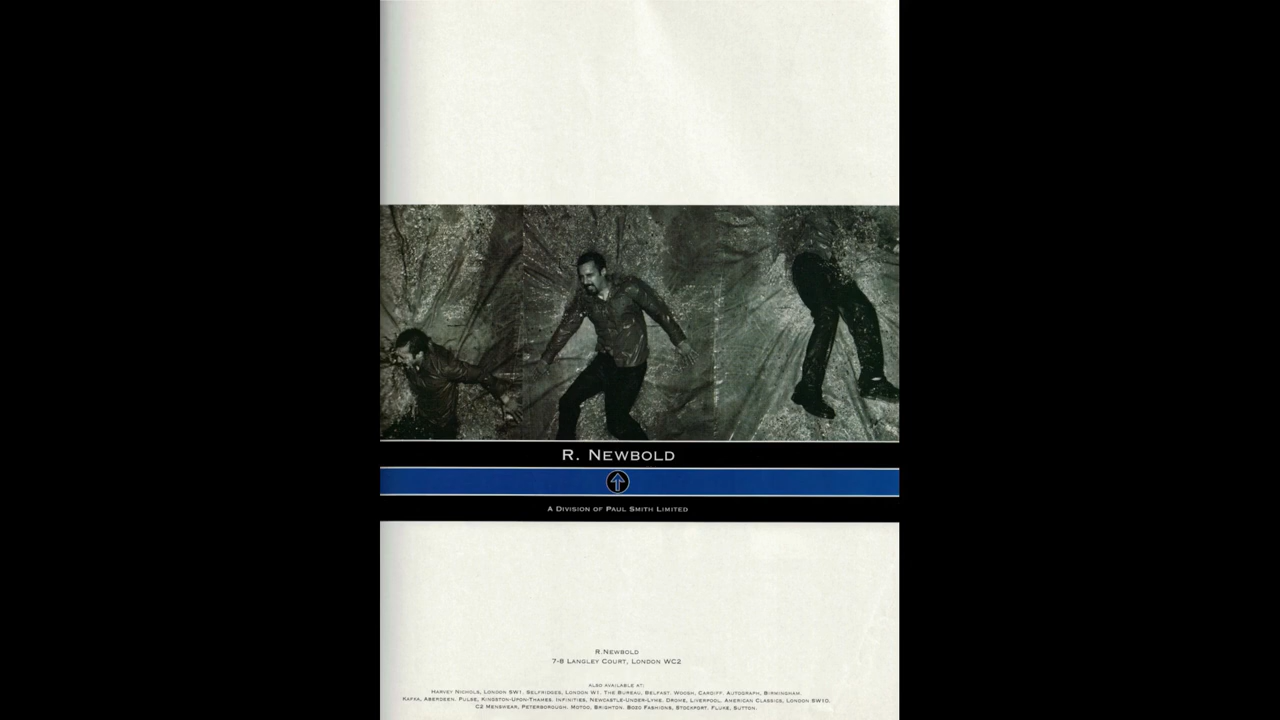 R. NEWBOLD
A DIVISION OF PAUL SMITH LIMITED
R.NEWBOLD
7-8 LANGLEY COURT, LONDON WC2
ALSO AVAILABLE AT:
HARVEY NICHOLS, LONDON SW1. SELFRIDGES, LONDON W1. THE BUREAU, BELFAST. WOOSH, CARDIFF. AUTOGRAPH, BIRMINGHAM.
KAFKA, ABERDEEN. PULSE, KINGSTON-UPON-THAMES. INFINITIES, NEWCASTLE-UNDER-LYME. DROME, LIVERPOOL. AMERICAN CLASSICS, LONDON SW10.
C2 MENSWEAR, PETERBOROUGH. MOTOO, BRIGHTON. BOZO FASHIONS, STOCKPORT. FLUKE, SUTTON.